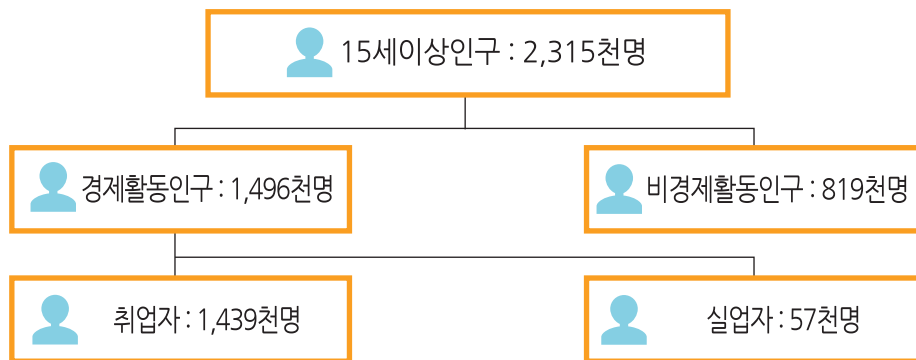 15세이상인구 : 2,315천명
경제활동인구 : 1,496천명
비경제활동인구 : 819천명
취업자 : 1,439천명
실업자 : 57천명